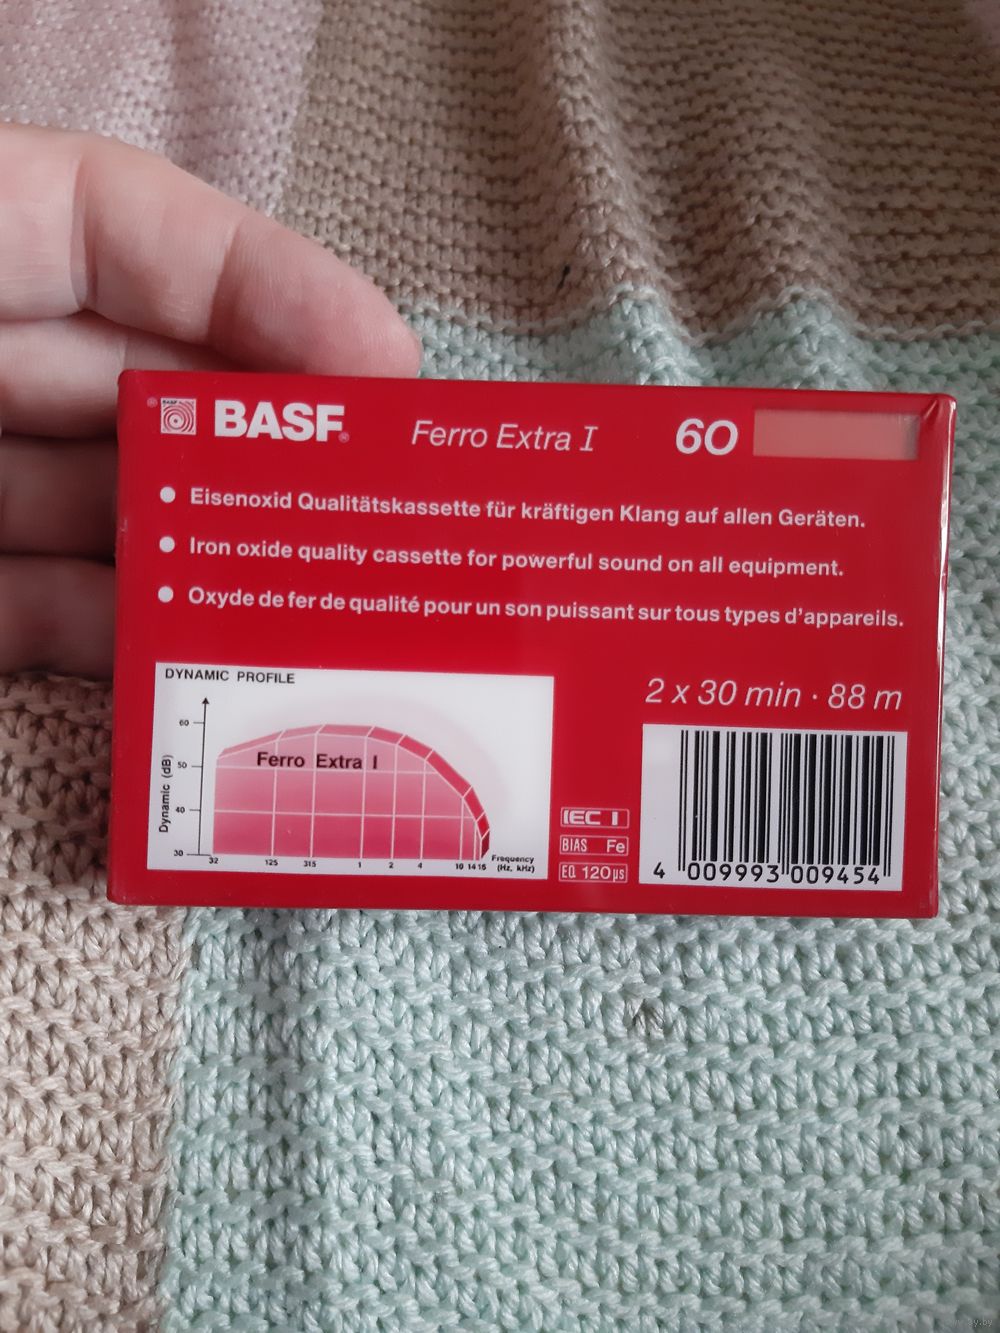 BASF
® BASF®
Ferro Extra I
60
Eisenoxid Qualitätskassette für kräftigen Klang auf allen Geräten.
Iron oxide quality cassette for powerful sound on all equipment.
Oxyde de fer de qualité pour un son puissant sur tous types d'appareils.
DYNAMIC PROFILE
Dynamic (dB)
60
50
40
30
Ferro Extra I
32 125 315 1 2 4 10 14 16
Frequency
(Hz, kHz)
2 x 30 min · 88 m
IEC I
BIAS Fe
EQ 120µs
4 009993 009454